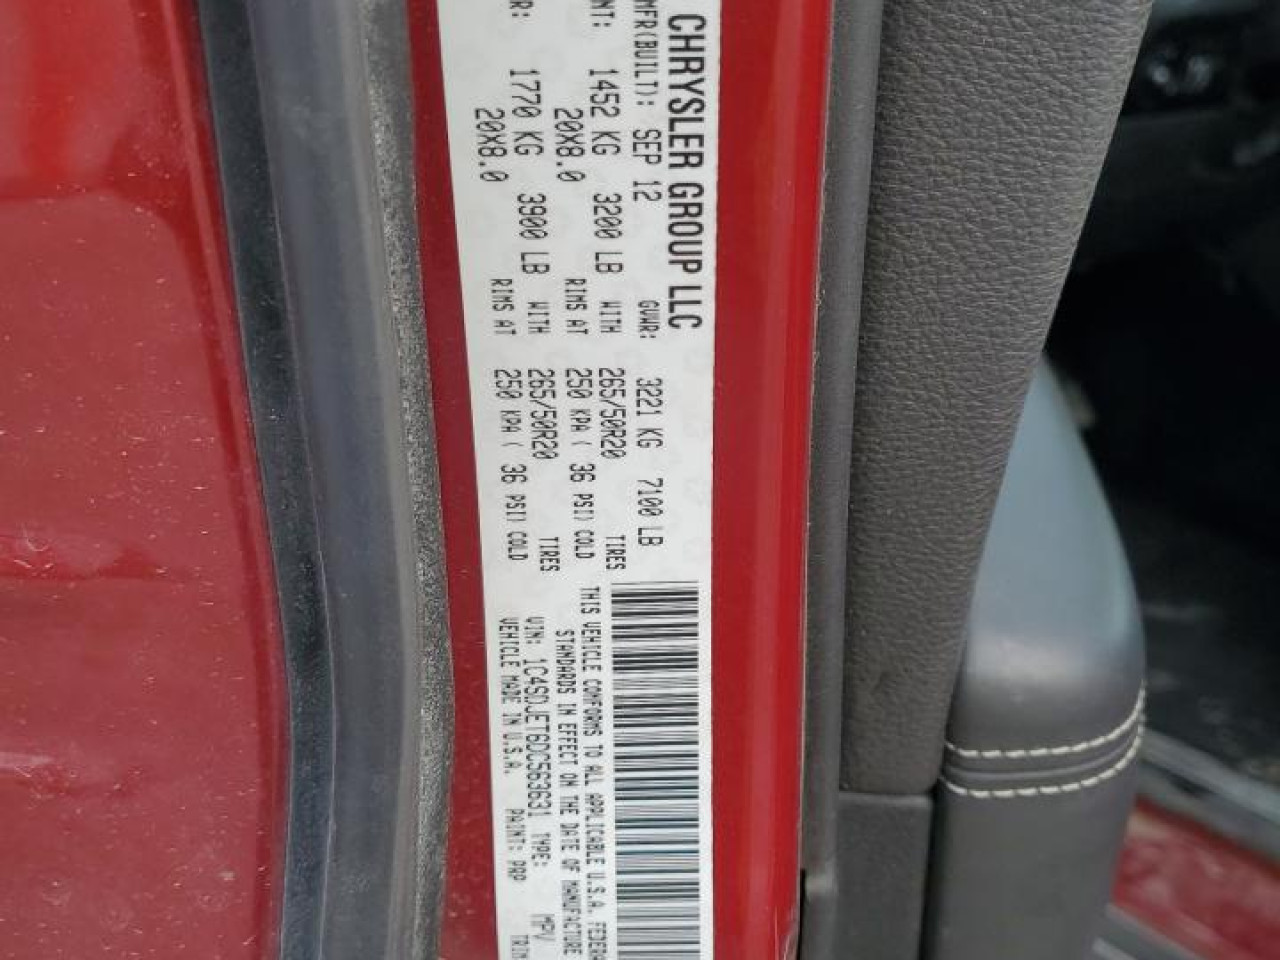 CHRYSLER GROUP LLC
MFR(BUILT): SEP 12 GVWR: 3221 KG 7100 LB
NT: 1452 KG 3200 LB WITH 265/50R20 TIRES
20X8.0 RIMS AT 250 KPA( 36 PSI) COLD
R: 1770 KG 3900 LB WITH 265/50R20 TIRES
20X8.0 RIMS AT 250 KPA( 36 PSI) COLD
THIS VEHICLE CONFORMS TO ALL APPLICABLE U.S.A. FEDERA
STANDARDS IN EFFECT ON THE DATE OF MANUFACTURE
VIN: 1C4SDJET6DC563631 TYPE: MPV
VEHICLE MADE IN U.S.A. PAINT: PRP TRIM